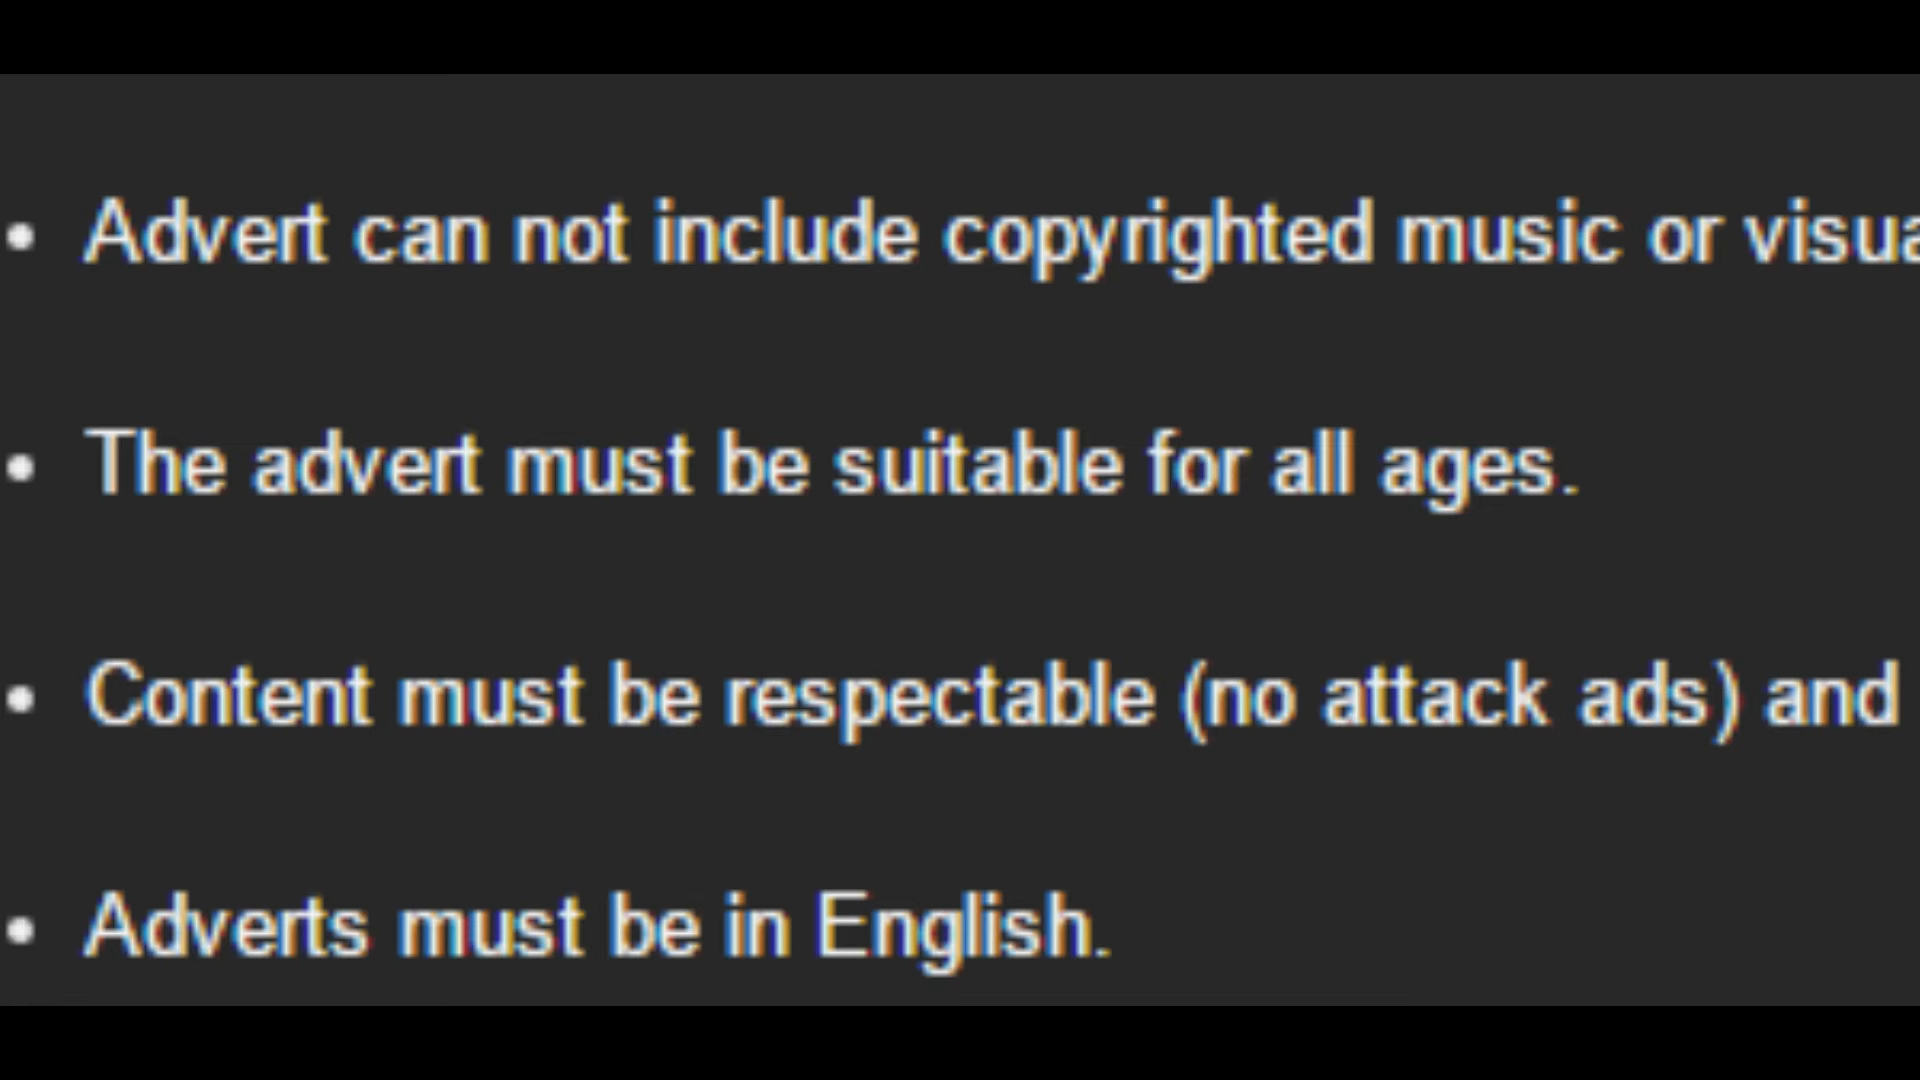 • Advert can not include copyrighted music or visua
• The advert must be suitable for all ages.
• Content must be respectable (no attack ads) and
• Adverts must be in English.